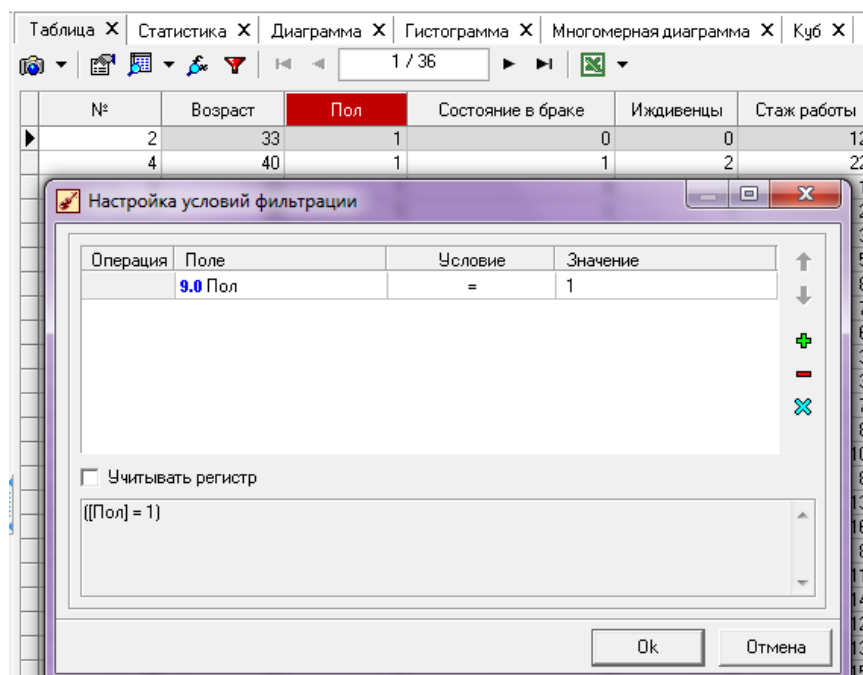 Таблица X Статистика X Диаграмма X Гистограмма X Многомерная диаграмма X Куб X
1 / 36
№ Возраст Пол Состояние в браке Иждивенцы Стаж работы
2 33 1 0 0 12
4 40 1 1 2 22
Настройка условий фильтрации
Операция Поле Условие Значение
9.0 Пол = 1
Учитывать регистр
([Пол] = 1)
Ok Отмена